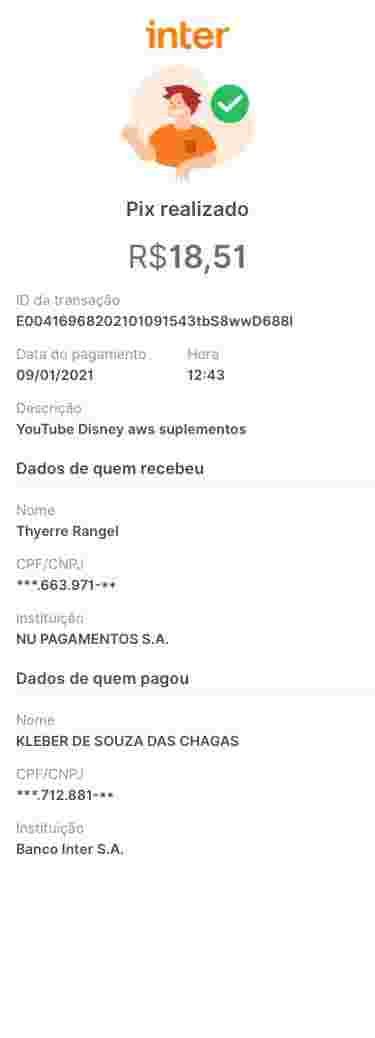 inter
Pix realizado
R$18,51
ID da transação
E00416968202101091543tbS8wwD688I
Data do pagamento Hora
09/01/2021 12:43
Descrição
YouTube Disney aws suplementos
Dados de quem recebeu
Nome
Thyerre Rangel
CPF/CNPJ
***.663.971-**
Instituição
NU PAGAMENTOS S.A.
Dados de quem pagou
Nome
KLEBER DE SOUZA DAS CHAGAS
CPF/CNPJ
***.712.881-**
Instituição
Banco Inter S.A.